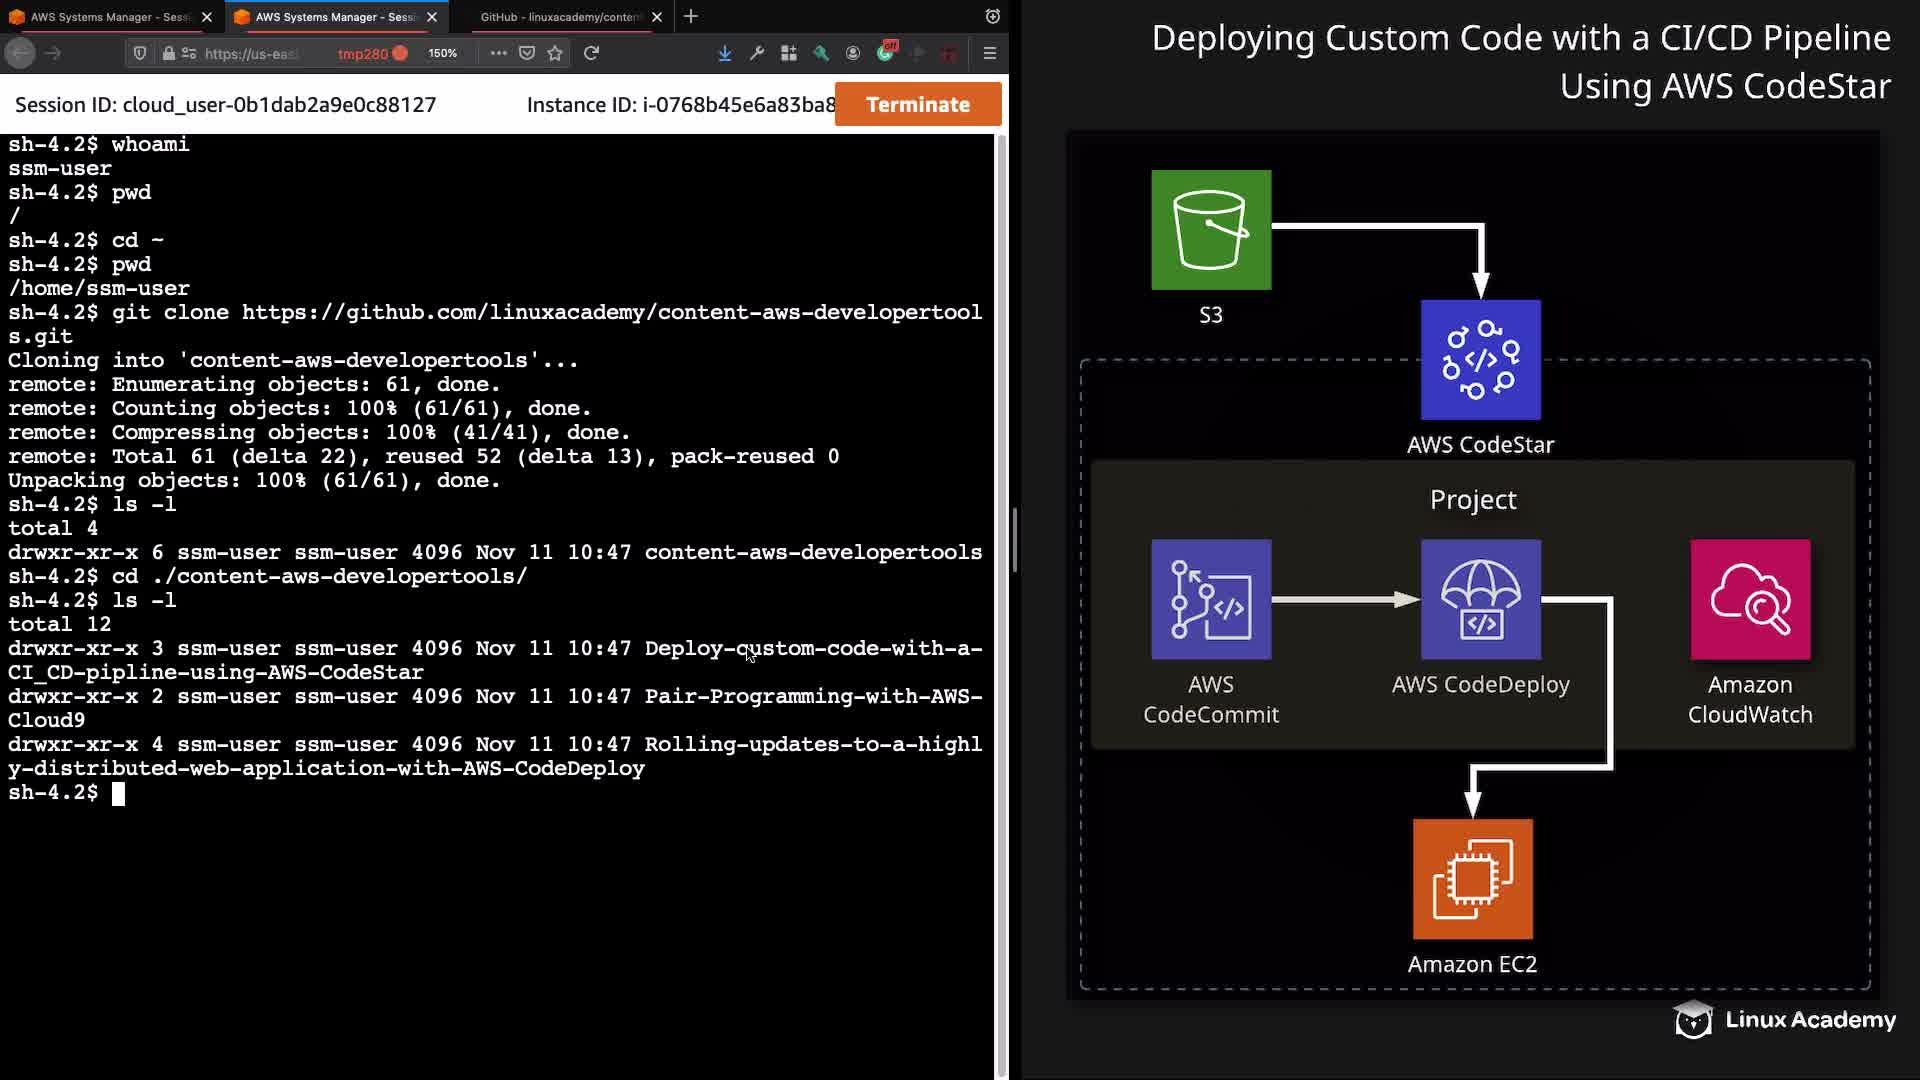 AWS Systems Manager - Sess
AWS Systems Manager - Sessi
GitHub - linuxacademy/conten
https://us-eas
tmp280
150%
off
Session ID: cloud_user-0b1dab2a9e0c88127
Instance ID: i-0768b45e6a83ba8
Terminate
sh-4.2$ whoami
ssm-user
sh-4.2$ pwd
/
sh-4.2$ cd ~
sh-4.2$ pwd
/home/ssm-user
sh-4.2$ git clone https://github.com/linuxacademy/content-aws-developertool
s.git
Cloning into 'content-aws-developertools'...
remote: Enumerating objects: 61, done.
remote: Counting objects: 100% (61/61), done.
remote: Compressing objects: 100% (41/41), done.
remote: Total 61 (delta 22), reused 52 (delta 13), pack-reused 0
Unpacking objects: 100% (61/61), done.
sh-4.2$ ls -l
total 4
drwxr-xr-x 6 ssm-user ssm-user 4096 Nov 11 10:47 content-aws-developertools
sh-4.2$ cd ./content-aws-developertools/
sh-4.2$ ls -l
total 12
drwxr-xr-x 3 ssm-user ssm-user 4096 Nov 11 10:47 Deploy-custom-code-with-a-
CI_CD-pipline-using-AWS-CodeStar
drwxr-xr-x 2 ssm-user ssm-user 4096 Nov 11 10:47 Pair-Programming-with-AWS-
Cloud9
drwxr-xr-x 4 ssm-user ssm-user 4096 Nov 11 10:47 Rolling-updates-to-a-highl
y-distributed-web-application-with-AWS-CodeDeploy
sh-4.2$
Deploying Custom Code with a CI/CD Pipeline
Using AWS CodeStar
S3
AWS CodeStar
Project
AWS
CodeCommit
AWS CodeDeploy
Amazon
CloudWatch
Amazon EC2
Linux Academy